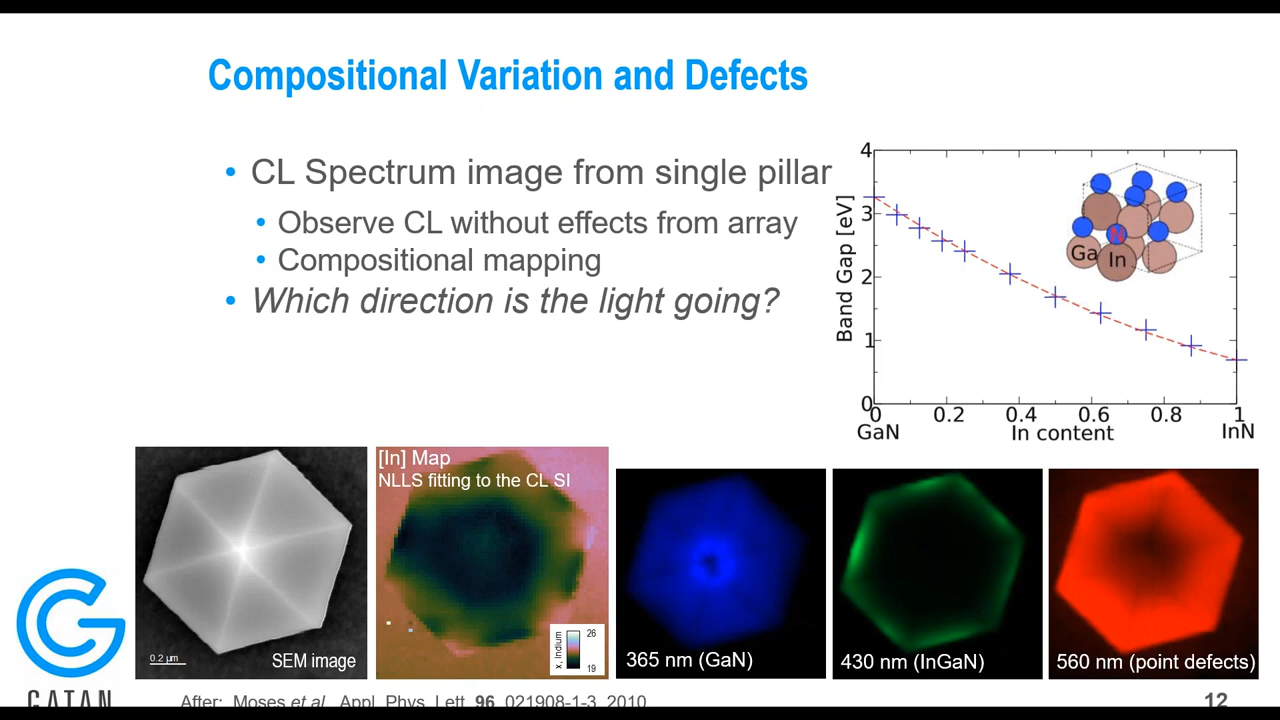 Compositional Variation and Defects
• CL Spectrum image from single pillar
• Observe CL without effects from array
• Compositional mapping
• Which direction is the light going?
Band Gap [eV]
4
3
2
1
0
N
Ga
In
0
0.2
0.4
0.6
0.8
1
GaN
In content
InN
0.2 µm
SEM image
[In] Map
NLLS fitting to the CL SI
x, Indium
26
19
365 nm (GaN)
430 nm (InGaN)
560 nm (point defects)
GATAN
After: Moses et al, Appl. Phys. Lett. 96, 021908-1-3, 2010
12